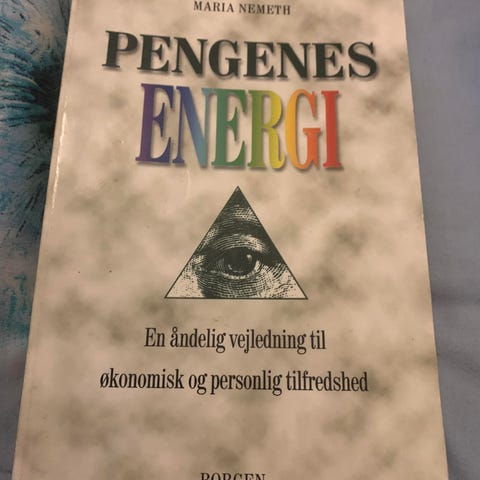 MARIA NEMETH
PENGENES
ENERGI
En åndelig vejledning til
økonomisk og personlig tilfredshed
BORGEN